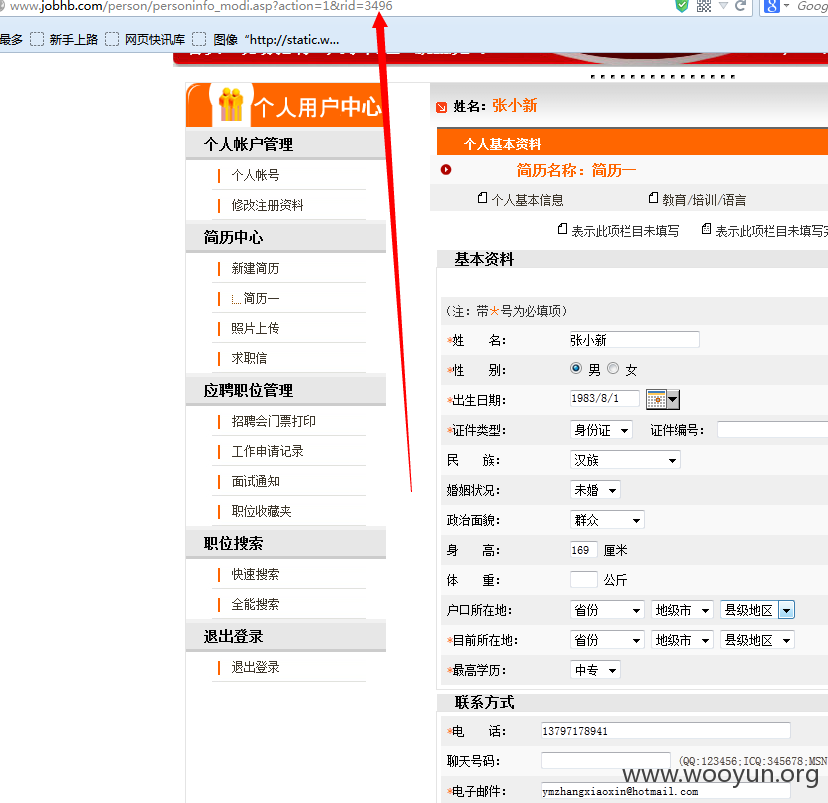 www.jobhb.com/person/personinfo_modi.asp?action=1&rid=3496
最多 新手上路 网页快讯库 图像 “http://static.w...
个人用户中心
个人帐户管理
个人帐号
修改注册资料
简历中心
新建简历
简历一
照片上传
求职信
应聘职位管理
招聘会门票打印
工作申请记录
面试通知
职位收藏夹
职位搜索
快速搜索
全能搜索
退出登录
退出登录
姓名：张小新
个人基本资料
简历名称：简历一
个人基本信息 教育/培训/语言
表示此项栏目未填写 表示此项栏目未填写完
基本资料
（注：带*号为必填项）
*姓 名： 张小新
*性 别： 男 女
*出生日期： 1983/8/1
*证件类型： 身份证 证件编号：
民 族： 汉族
婚姻状况： 未婚
政治面貌： 群众
身 高： 169 厘米
体 重： 公斤
户口所在地： 省份 地级市 县级地区
*目前所在地： 省份 地级市 县级地区
*最高学历： 中专
联系方式
*电 话： 13797178941
聊天号码： (QQ:123456;ICQ:345678;MSN
*电子邮件： ymzhangxiaoxin@hotmail.com
www.wooyun.org